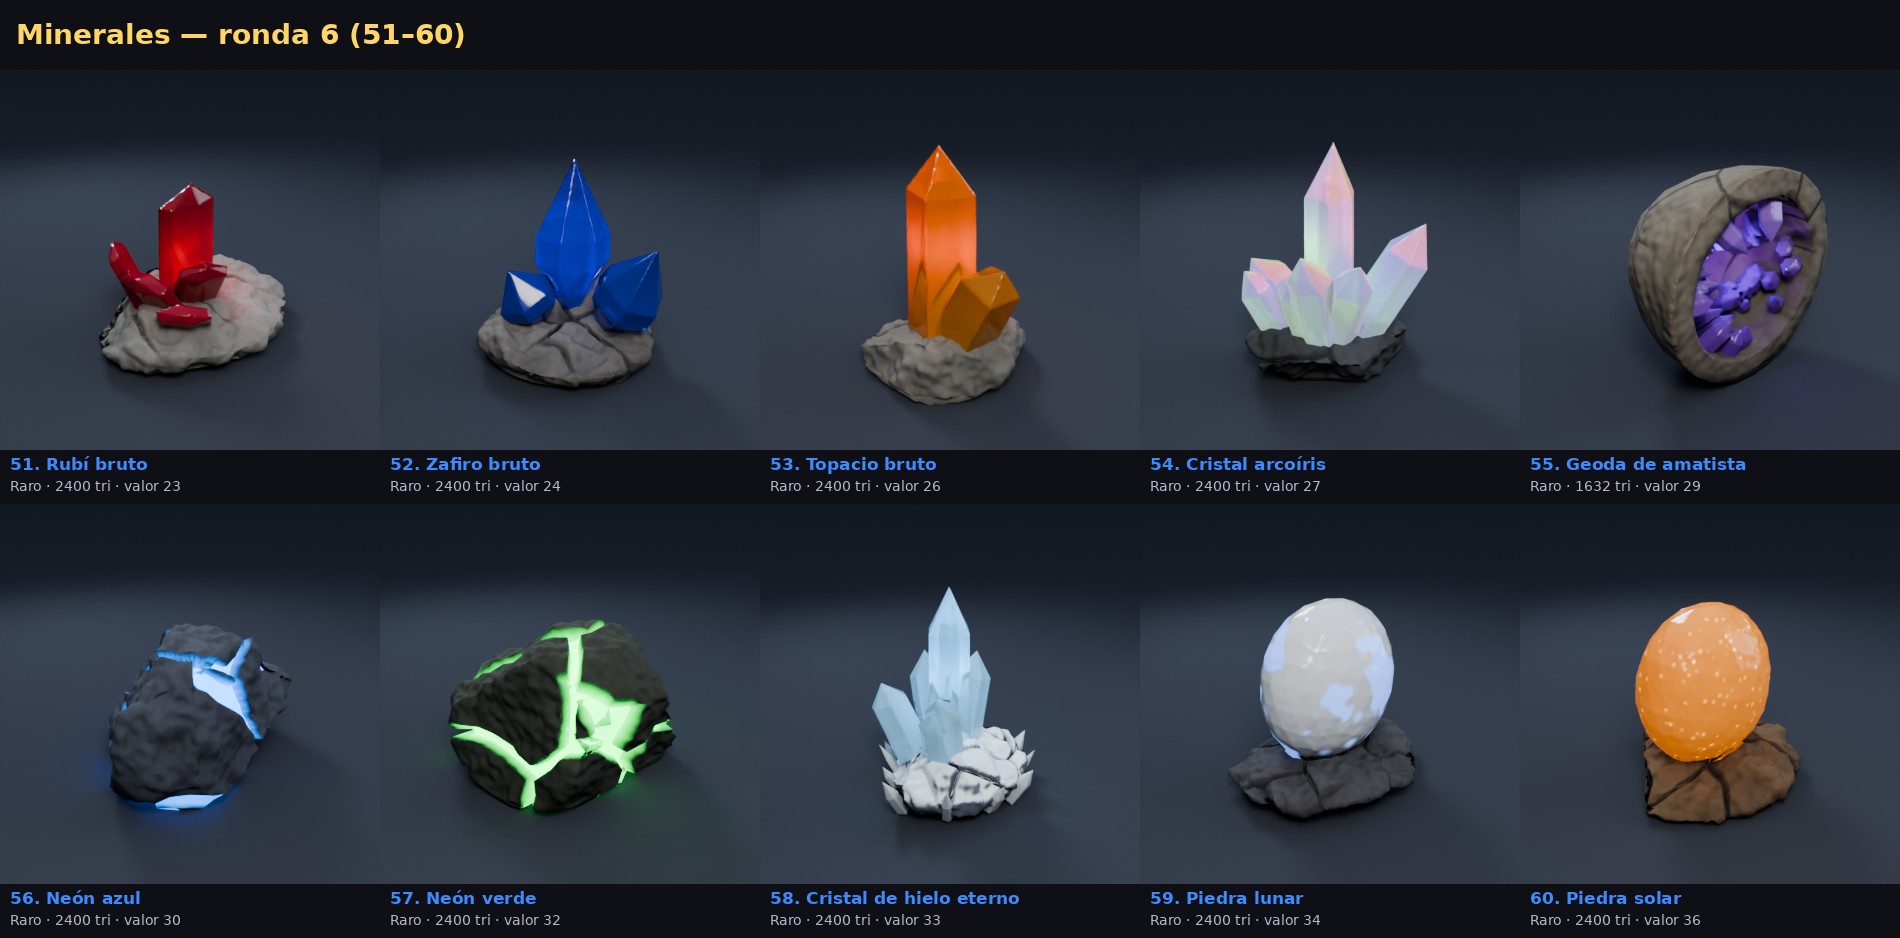 Minerales — ronda 6 (51–60)
51. Rubí bruto
Raro · 2400 tri · valor 23
52. Zafiro bruto
Raro · 2400 tri · valor 24
53. Topacio bruto
Raro · 2400 tri · valor 26
54. Cristal arcoíris
Raro · 2400 tri · valor 27
55. Geoda de amatista
Raro · 1632 tri · valor 29
56. Neón azul
Raro · 2400 tri · valor 30
57. Neón verde
Raro · 2400 tri · valor 32
58. Cristal de hielo eterno
Raro · 2400 tri · valor 33
59. Piedra lunar
Raro · 2400 tri · valor 34
60. Piedra solar
Raro · 2400 tri · valor 36